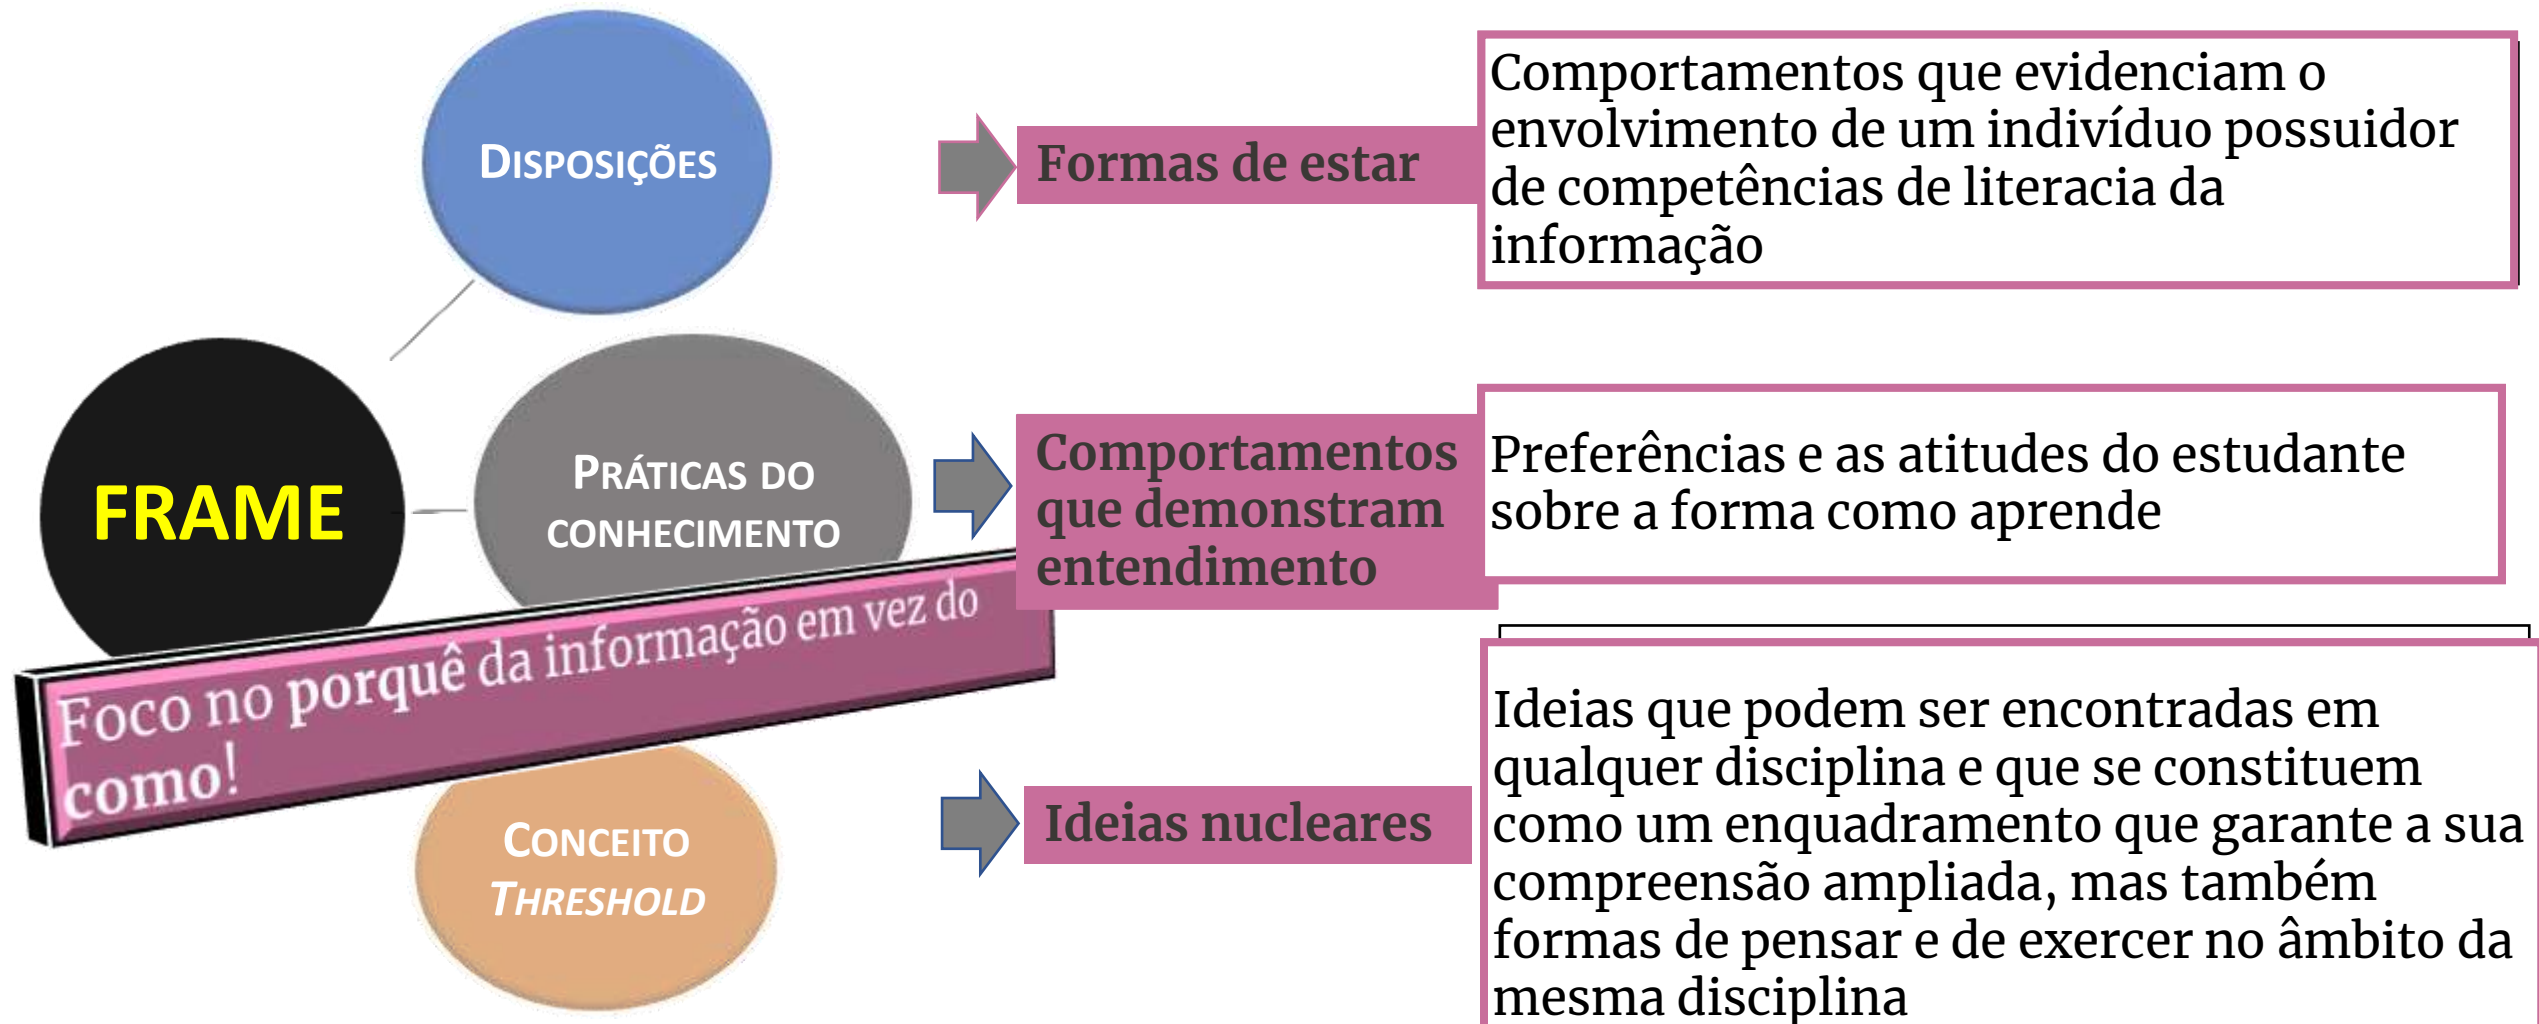 DISPOSIÇÕES
Formas de estar
Comportamentos que evidenciam o
envolvimento de um indivíduo possuidor
de competências de literacia da
informação
FRAME
PRÁTICAS DO
CONHECIMENTO
Comportamentos
que demonstram
entendimento
Preferências e as atitudes do estudante
sobre a forma como aprende
Foco no porquê da informação em vez do
como!
CONCEITO
THRESHOLD
Ideias nucleares
Ideias que podem ser encontradas em
qualquer disciplina e que se constituem
como um enquadramento que garante a sua
compreensão ampliada, mas também
formas de pensar e de exercer no âmbito da
mesma disciplina